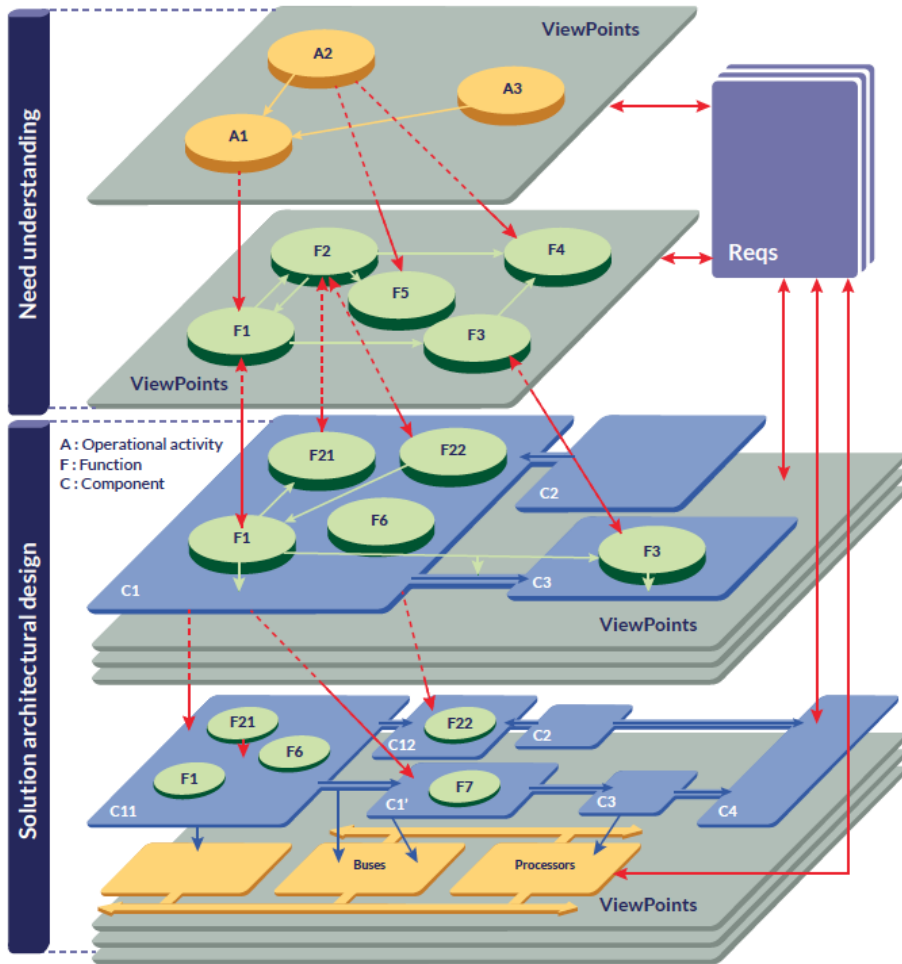 Need understanding
ViewPoints
A2
A3
A1
Reqs
F2
F4
F5
F1
F3
ViewPoints
Solution architectural design
A : Operational activity
F : Function
C : Component
F21
F22
C2
F6
F1
F3
C1
C3
ViewPoints
F21
F22
C2
F6
C12
F1
F7
C11
C1'
C3
C4
Buses
Processors
ViewPoints